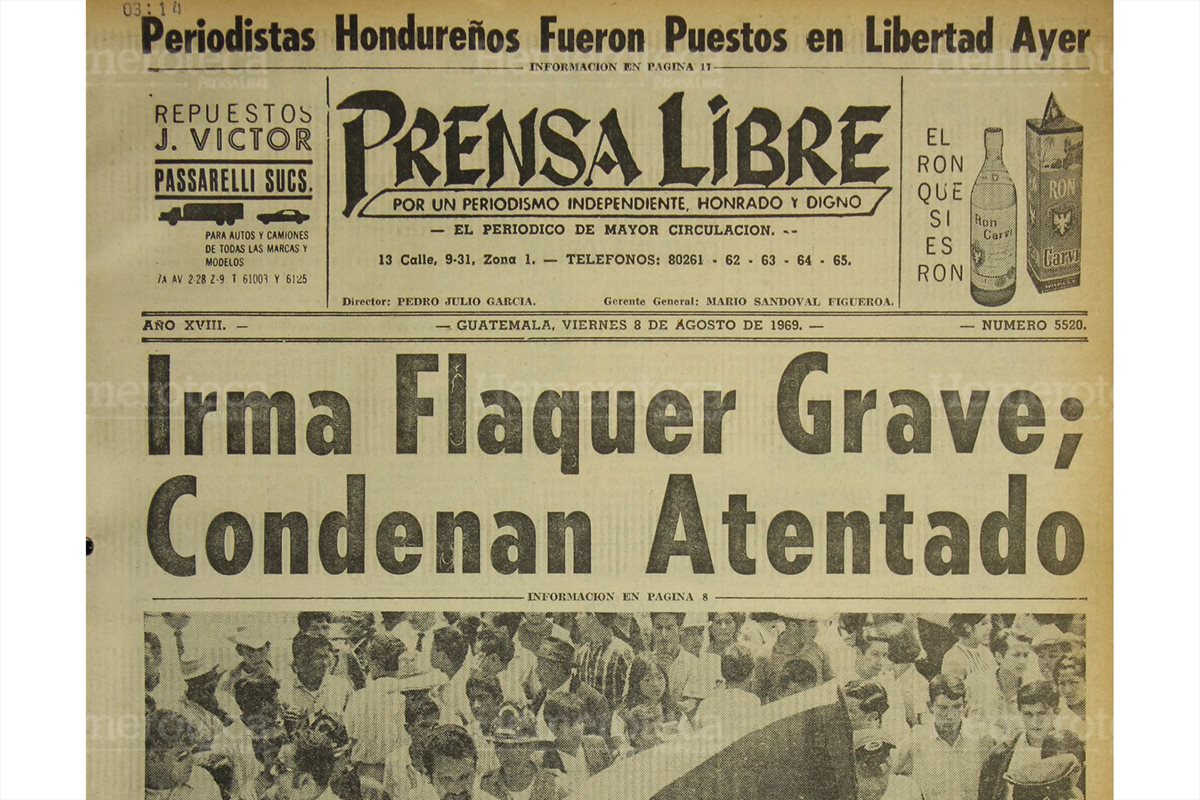 03:14
Periodistas Hondureños Fueron Puestos en Libertad Ayer
INFORMACION EN PAGINA 11
REPUESTOS
J. VICTOR
PASSARELLI SUCS.
PARA AUTOS Y CAMIONES
DE TODAS LAS MARCAS Y
MODELOS
7A AV 2-28 Z-9. T 61003 Y 6125
PRENSA LIBRE
POR UN PERIODISMO INDEPENDIENTE, HONRADO Y DIGNO
— EL PERIODICO DE MAYOR CIRCULACION. --
13 Calle, 9-31, Zona 1. — TELEFONOS: 80261 - 62 - 63 - 64 - 65.
Director: PEDRO JULIO GARCIA. Gerente General: MARIO SANDOVAL FIGUEROA.
EL
RON
QUE
SI
ES
RON
Ron
Carvi
RON
Carvi
AÑO XVIII. — — GUATEMALA, VIERNES 8 DE AGOSTO DE 1969. — — NUMERO 5520.
Irma Flaquer Grave;
Condenan Atentado
INFORMACION EN PAGINA 8
Hemeroteca
PRENSA LIBRE